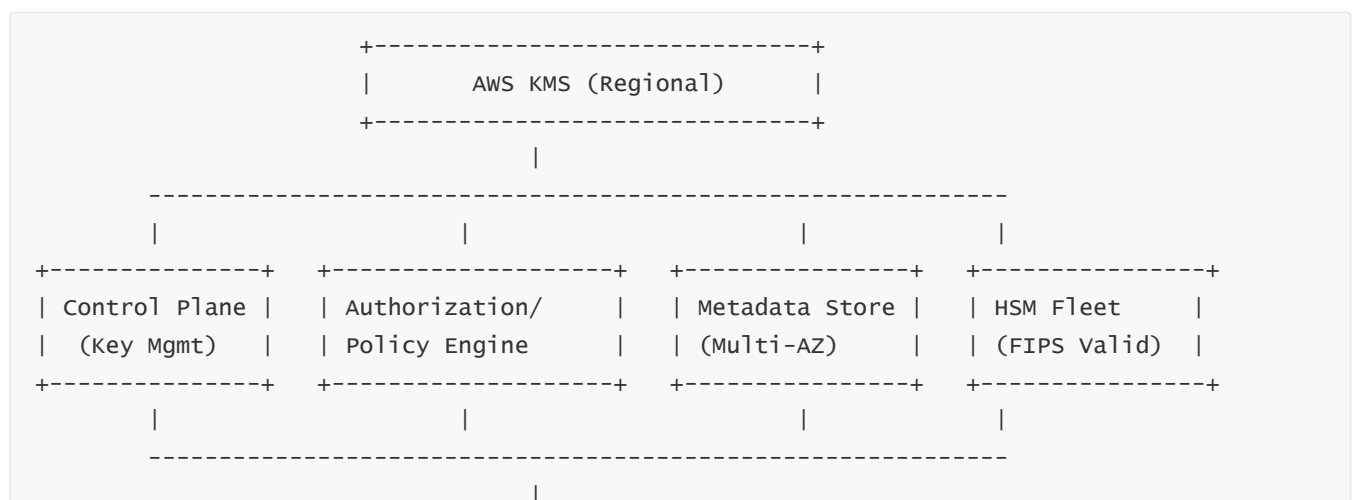 +-------------------------------+
                       |       AWS KMS (Regional)      |
                       +-------------------------------+
                                   |
        -------------------------------------------------------------
        |                     |                       |             |
+---------------+   +--------------------+   +----------------+   +----------------+
| Control Plane |   | Authorization/     |   | Metadata Store |   | HSM Fleet      |
|  (Key Mgmt)   |   | Policy Engine      |   | (Multi-AZ)     |   | (FIPS Valid)  |
+---------------+   +--------------------+   +----------------+   +----------------+
        |                     |                       |             |
        -------------------------------------------------------------
                                   |